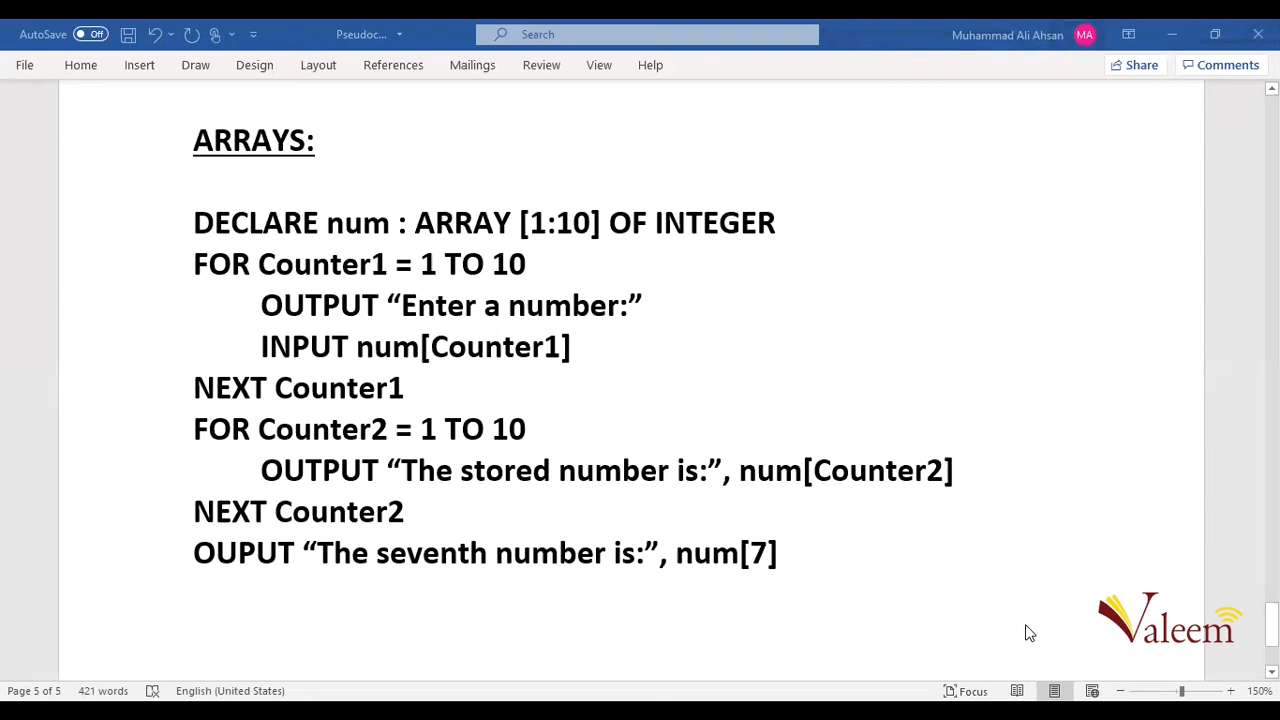 AutoSave Off Pseudoc... Search Muhammad Ali Ahsan MA
File Home Insert Draw Design Layout References Mailings Review View Help Share Comments
ARRAYS:
DECLARE num : ARRAY [1:10] OF INTEGER
FOR Counter1 = 1 TO 10
OUTPUT “Enter a number:”
INPUT num[Counter1]
NEXT Counter1
FOR Counter2 = 1 TO 10
OUTPUT “The stored number is:”, num[Counter2]
NEXT Counter2
OUPUT “The seventh number is:”, num[7]
Valeem
Page 5 of 5 421 words English (United States) Focus 150%